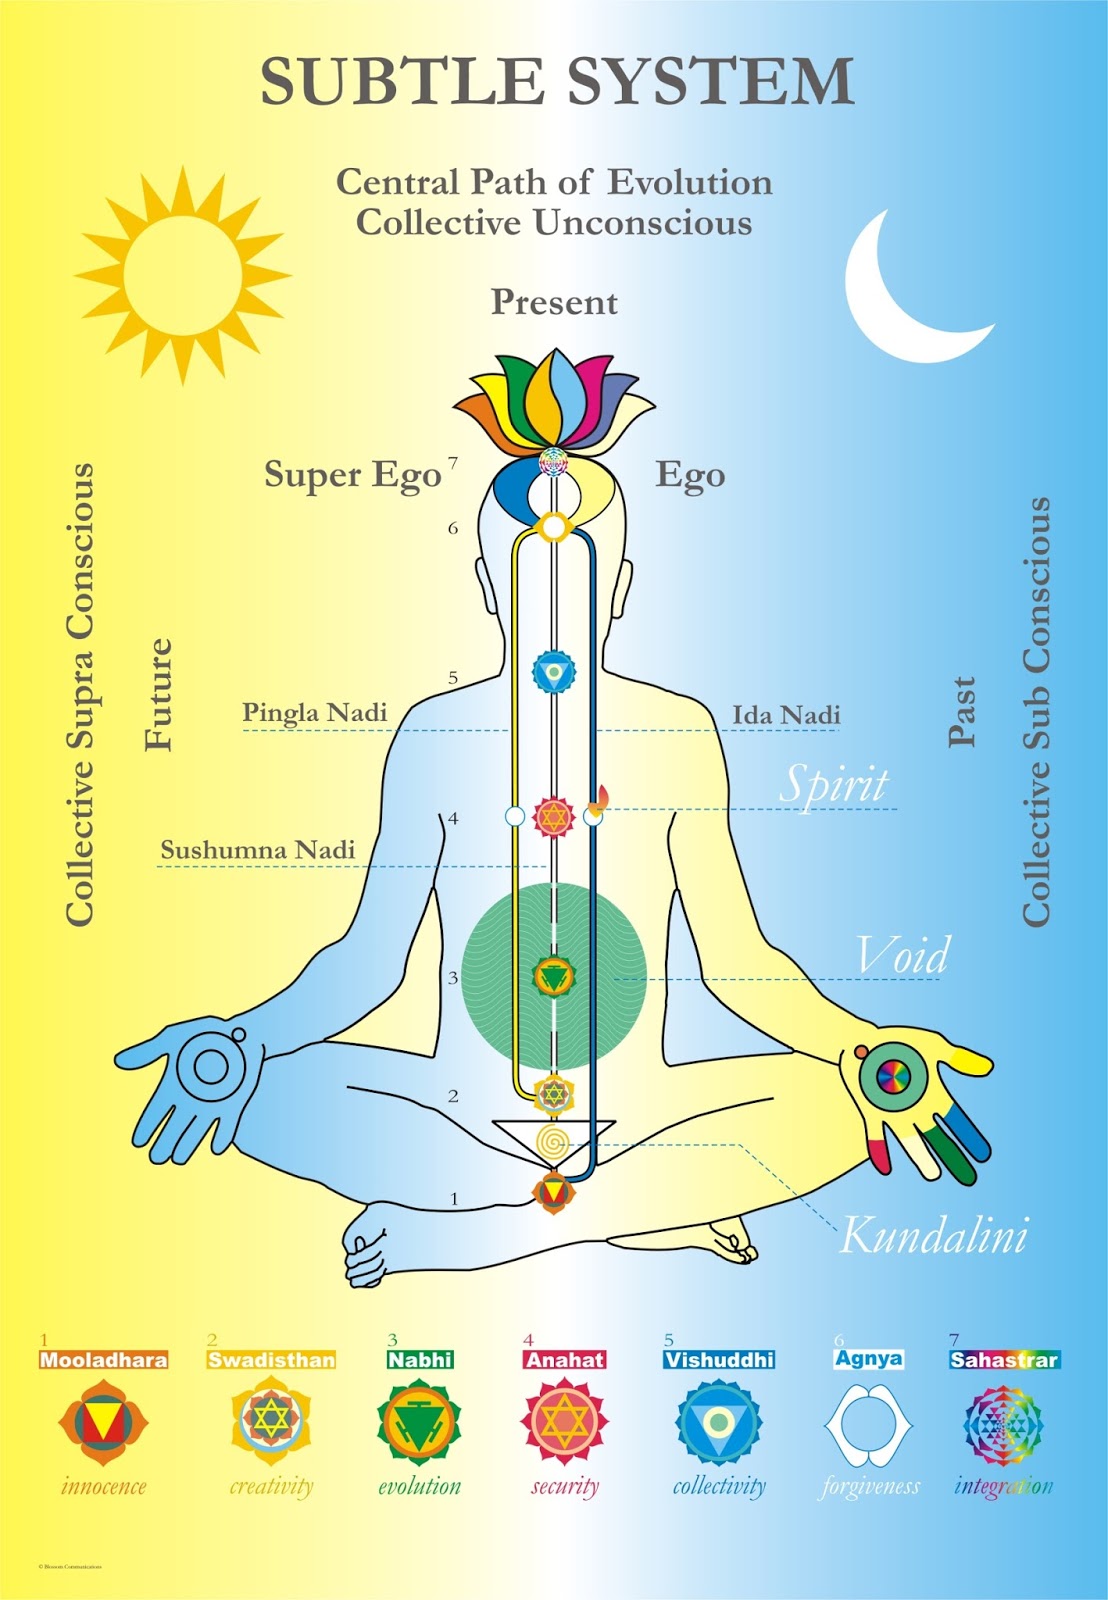 SUBTLE SYSTEM
Central Path of Evolution
Collective Unconscious
Present
Super Ego
7
Ego
6
Collective Supra Conscious
Future
Past
Collective Sub Conscious
5
Pingla Nadi
Ida Nadi
Spirit
4
Sushumna Nadi
Void
3
2
1
Kundalini
1
Mooladhara
innocence
2
Swadisthan
creativity
3
Nabhi
evolution
4
Anahat
security
5
Vishuddhi
collectivity
6
Agnya
forgiveness
7
Sahastrar
integration
© Blossom Communications